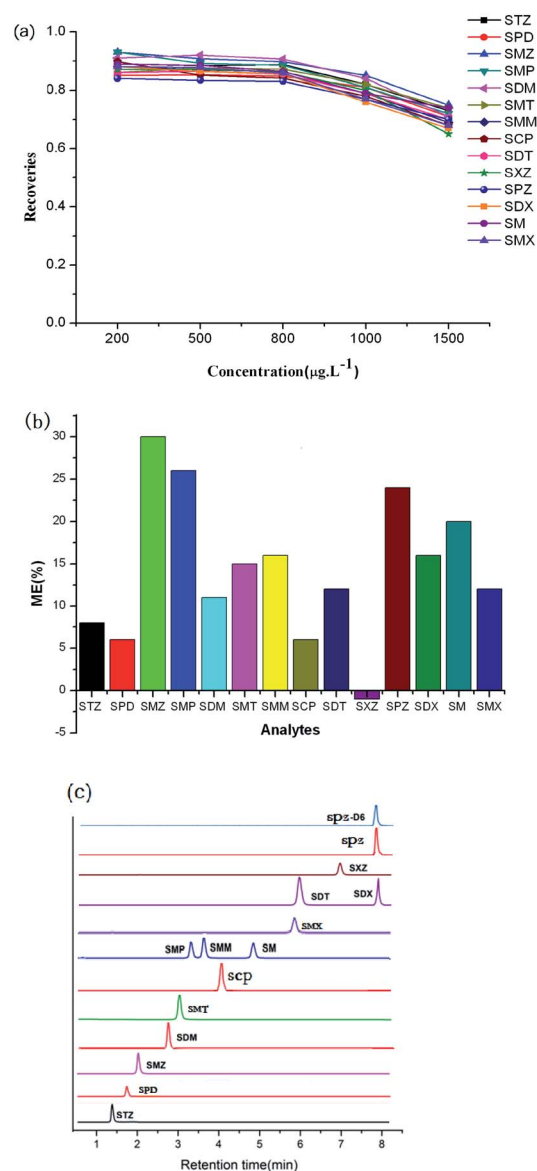 (a)
1.0
0.8
0.6
0.4
0.2
0.0
Recoveries
200 500 800 1000 1500
Concentration(μg.L⁻¹)
STZ
SPD
SMZ
SMP
SDM
SMT
SMM
SCP
SDT
SXZ
SPZ
SDX
SM
SMX
(b)
30
25
20
15
10
5
0
-5
ME(%)
STZ SPD SMZ SMP SDM SMT SMM SCP SDT SXZ SPZ SDX SM SMX
Analytes
(c)
spz-D6
spz
SXZ
SDT SDX
SMX
SMP SMM SM
scp
SMT
SDM
SMZ
SPD
STZ
1 2 3 4 5 6 7 8
Retention time(min)